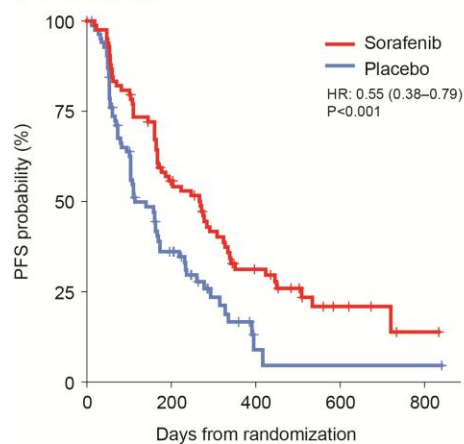 100
75
50
25
0
PFS probability (%)
Sorafenib
Placebo
HR: 0.55 (0.38–0.79)
P<0.001
0 200 400 600 800
Days from randomization